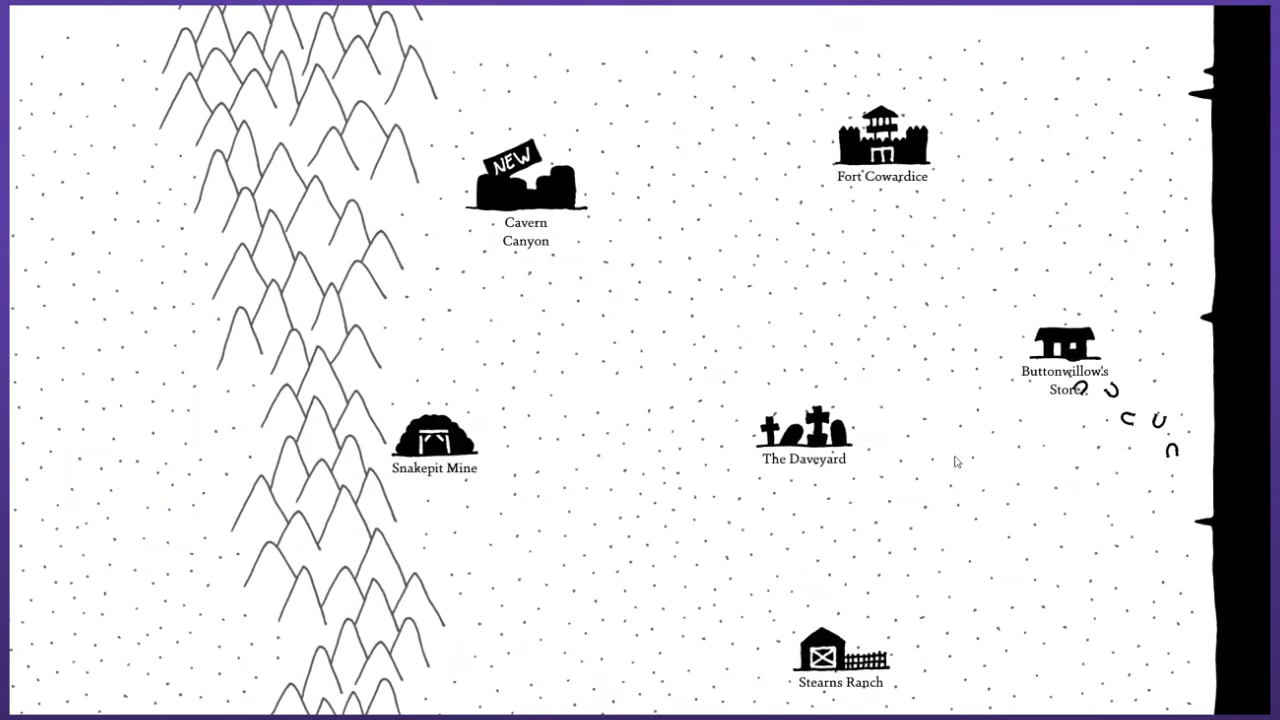 Fort Cowardice
NEW
Cavern
Canyon
Buttonwillow's
Store
Snakepit Mine
The Daveyard
Stearns Ranch